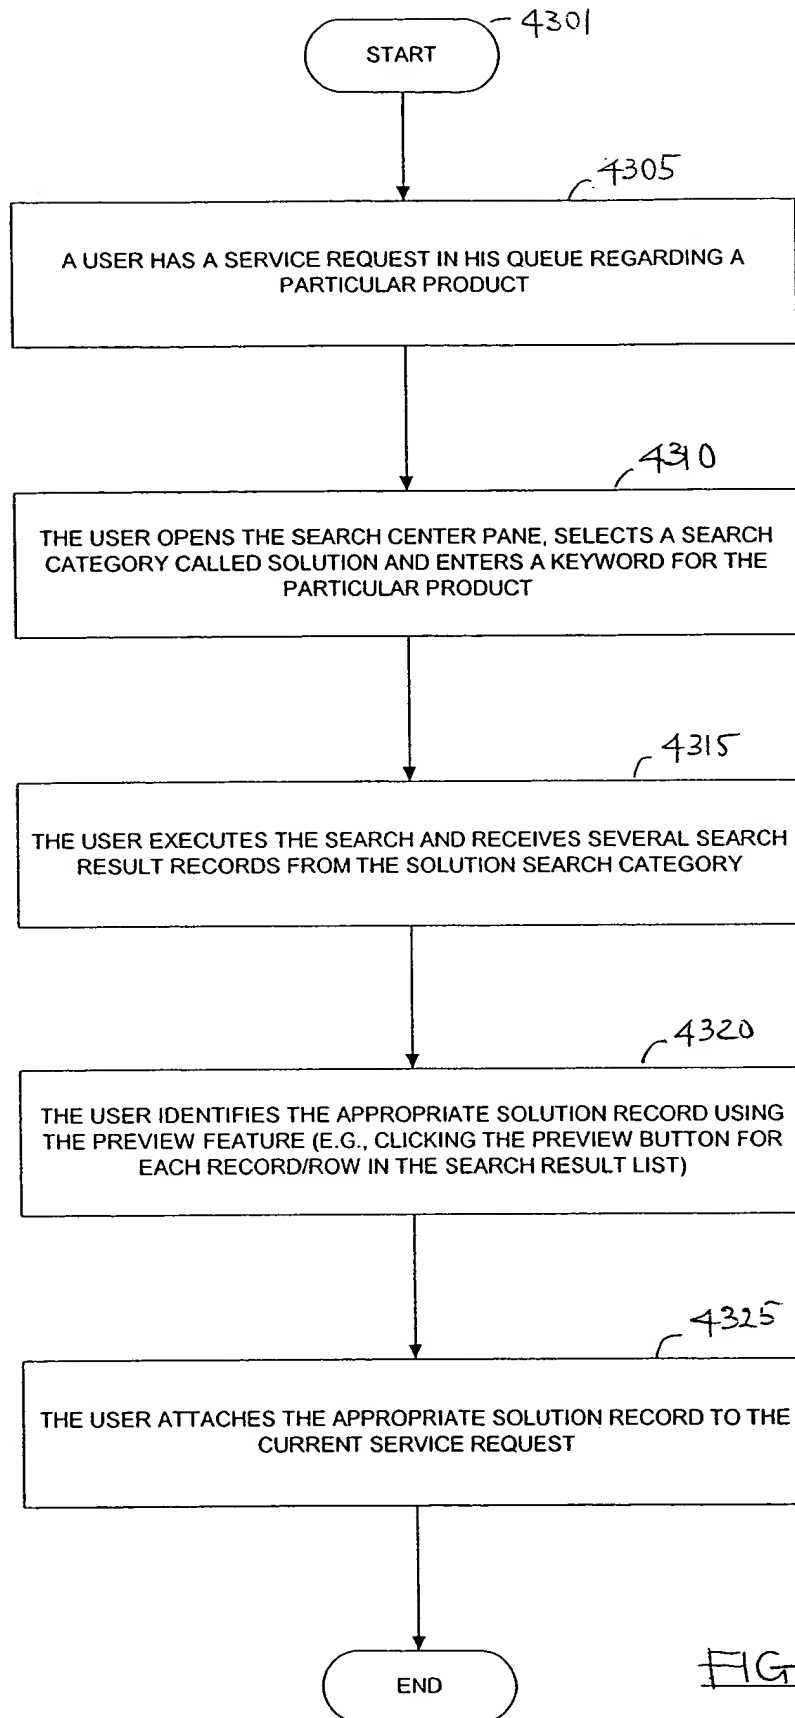 4301
START
4305
A USER HAS A SERVICE REQUEST IN HIS QUEUE REGARDING A
PARTICULAR PRODUCT
4310
THE USER OPENS THE SEARCH CENTER PANE, SELECTS A SEARCH
CATEGORY CALLED SOLUTION AND ENTERS A KEYWORD FOR THE
PARTICULAR PRODUCT
4315
THE USER EXECUTES THE SEARCH AND RECEIVES SEVERAL SEARCH
RESULT RECORDS FROM THE SOLUTION SEARCH CATEGORY
4320
THE USER IDENTIFIES THE APPROPRIATE SOLUTION RECORD USING
THE PREVIEW FEATURE (E.G., CLICKING THE PREVIEW BUTTON FOR
EACH RECORD/ROW IN THE SEARCH RESULT LIST)
4325
THE USER ATTACHES THE APPROPRIATE SOLUTION RECORD TO THE
CURRENT SERVICE REQUEST
END
FIG